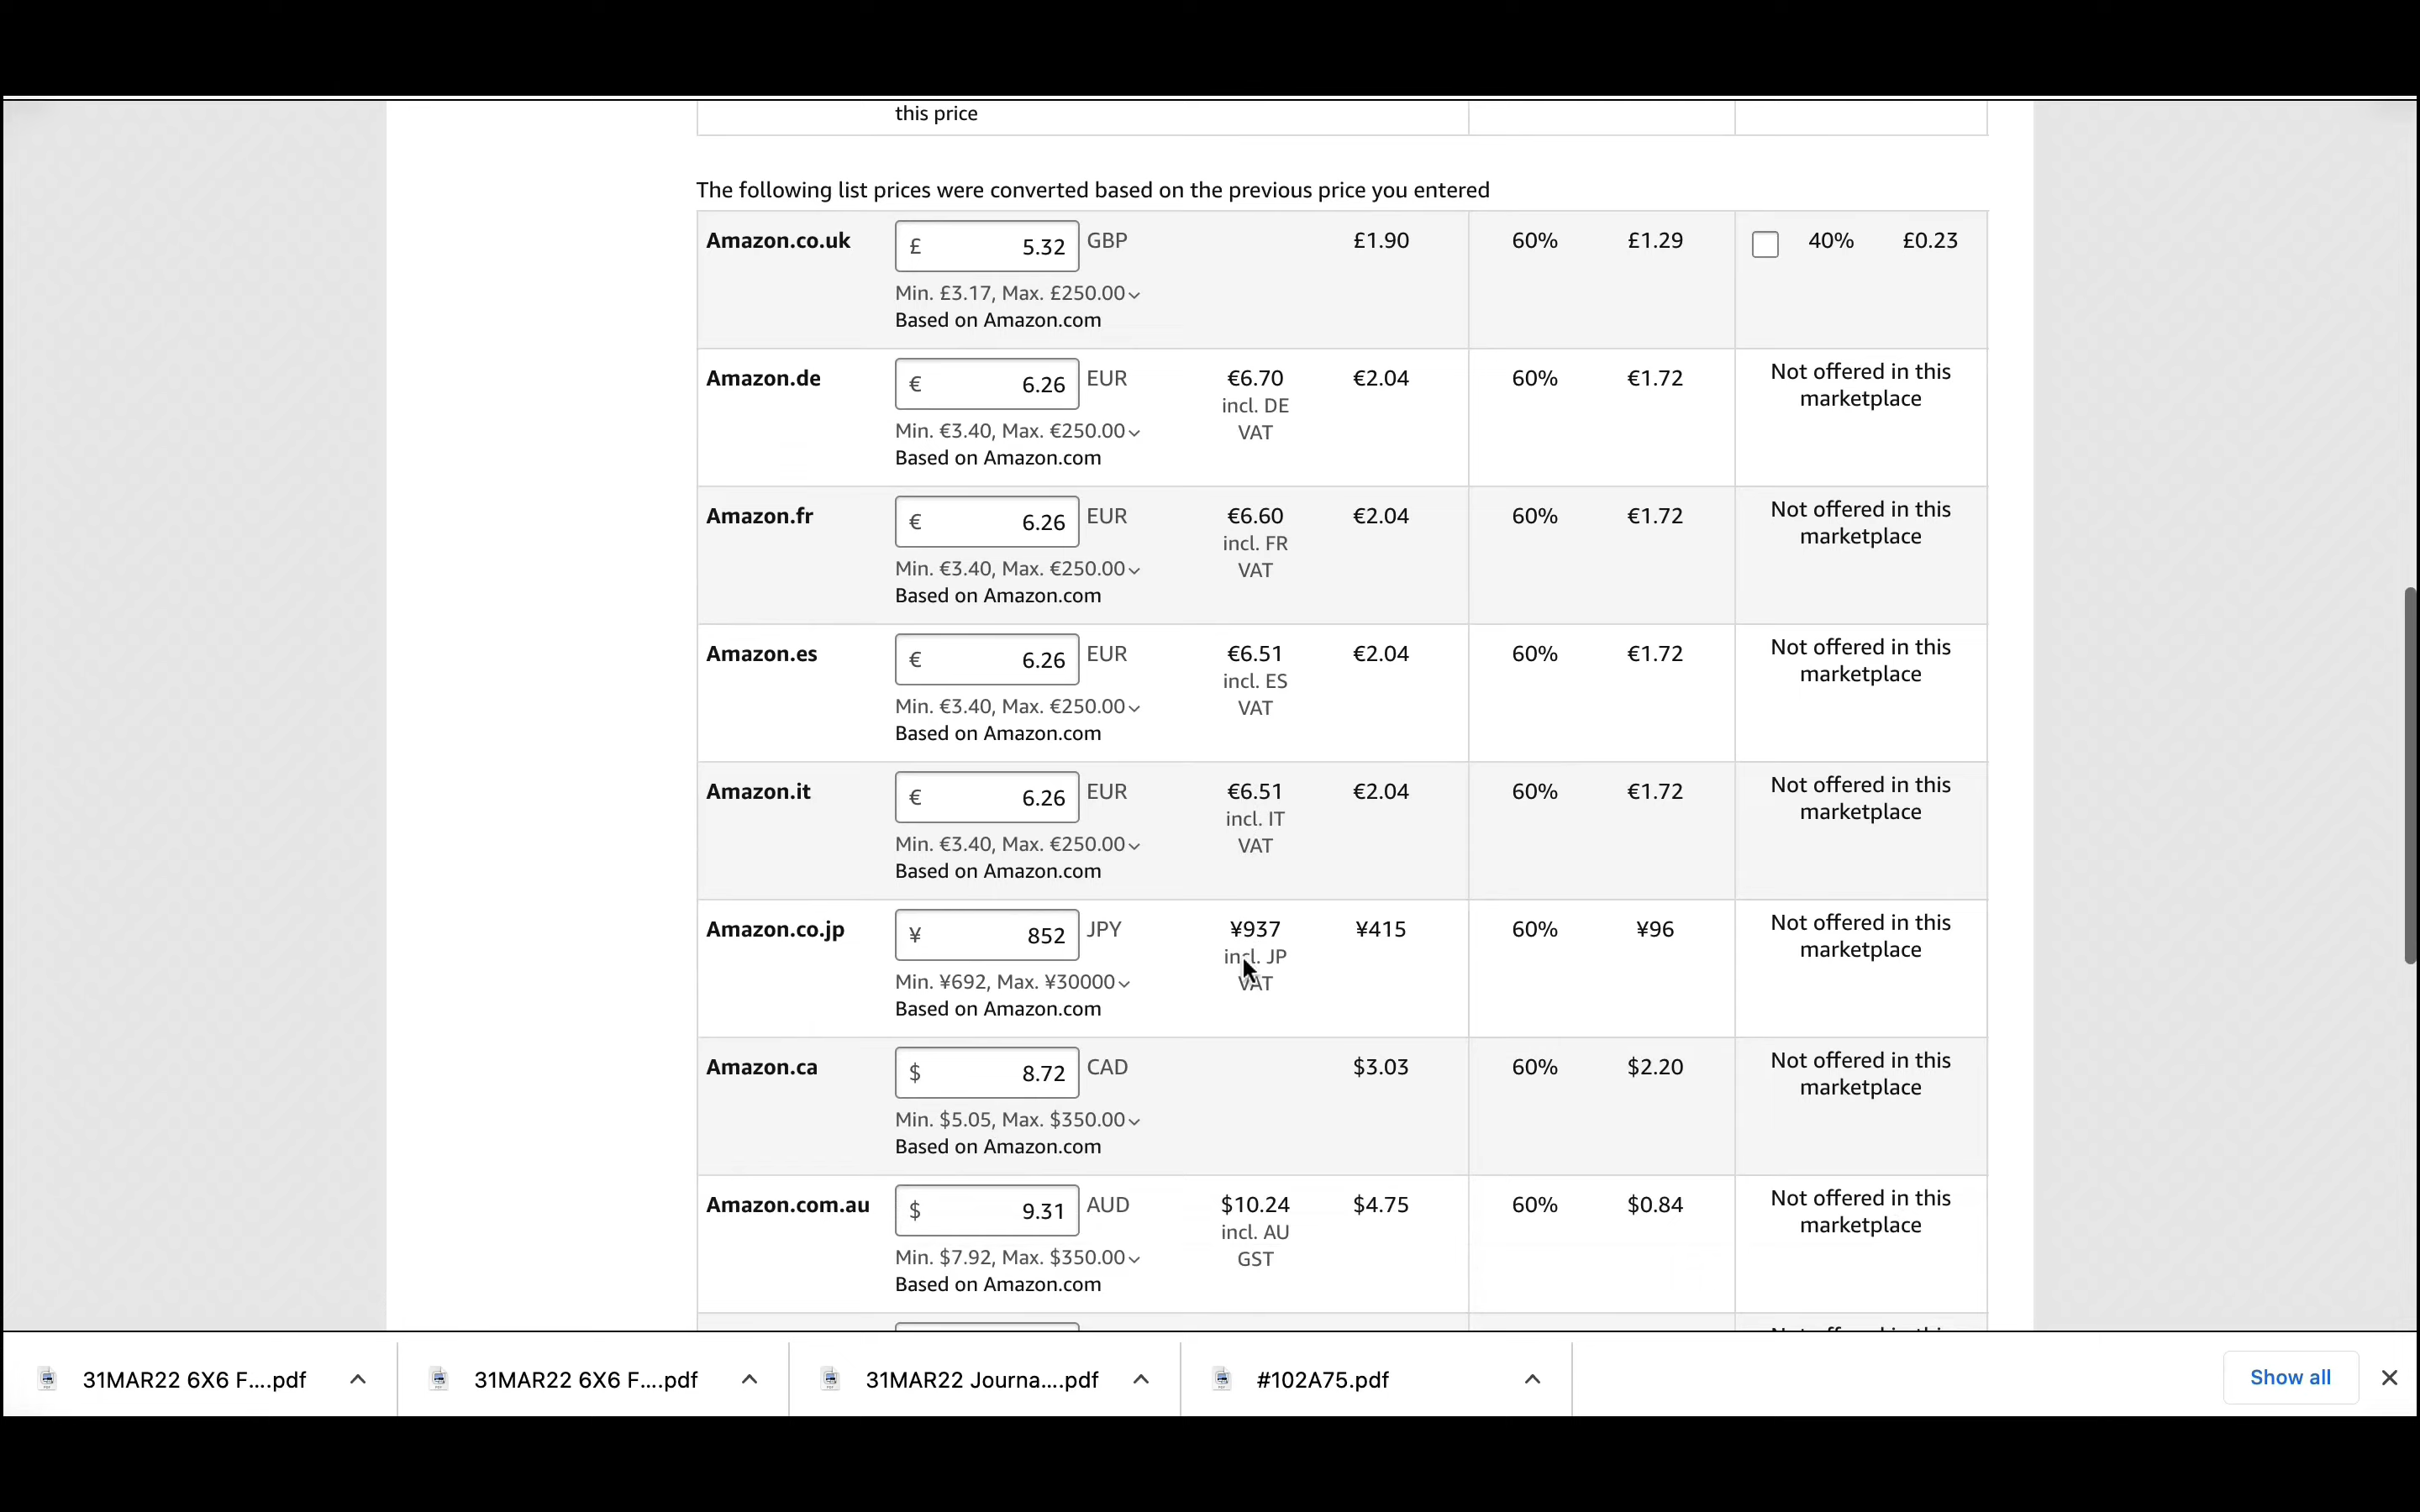 this price
The following list prices were converted based on the previous price you entered
Amazon.co.uk £ 5.32 GBP £1.90 60% £1.29 40% £0.23
Min. £3.17, Max. £250.00
Based on Amazon.com
Amazon.de € 6.26 EUR €6.70 €2.04 60% €1.72 Not offered in this
incl. DE marketplace
Min. €3.40, Max. €250.00 VAT
Based on Amazon.com
Amazon.fr € 6.26 EUR €6.60 €2.04 60% €1.72 Not offered in this
incl. FR marketplace
Min. €3.40, Max. €250.00 VAT
Based on Amazon.com
Amazon.es € 6.26 EUR €6.51 €2.04 60% €1.72 Not offered in this
incl. ES marketplace
Min. €3.40, Max. €250.00 VAT
Based on Amazon.com
Amazon.it € 6.26 EUR €6.51 €2.04 60% €1.72 Not offered in this
incl. IT marketplace
Min. €3.40, Max. €250.00 VAT
Based on Amazon.com
Amazon.co.jp ¥ 852 JPY ¥937 ¥415 60% ¥96 Not offered in this
incl. JP marketplace
Min. ¥692, Max. ¥30000 VAT
Based on Amazon.com
Amazon.ca $ 8.72 CAD $3.03 60% $2.20 Not offered in this
marketplace
Min. $5.05, Max. $350.00
Based on Amazon.com
Amazon.com.au $ 9.31 AUD $10.24 $4.75 60% $0.84 Not offered in this
incl. AU marketplace
Min. $7.92, Max. $350.00 GST
Based on Amazon.com
31MAR22 6X6 F....pdf 31MAR22 6X6 F....pdf 31MAR22 Journa....pdf #102A75.pdf Show all